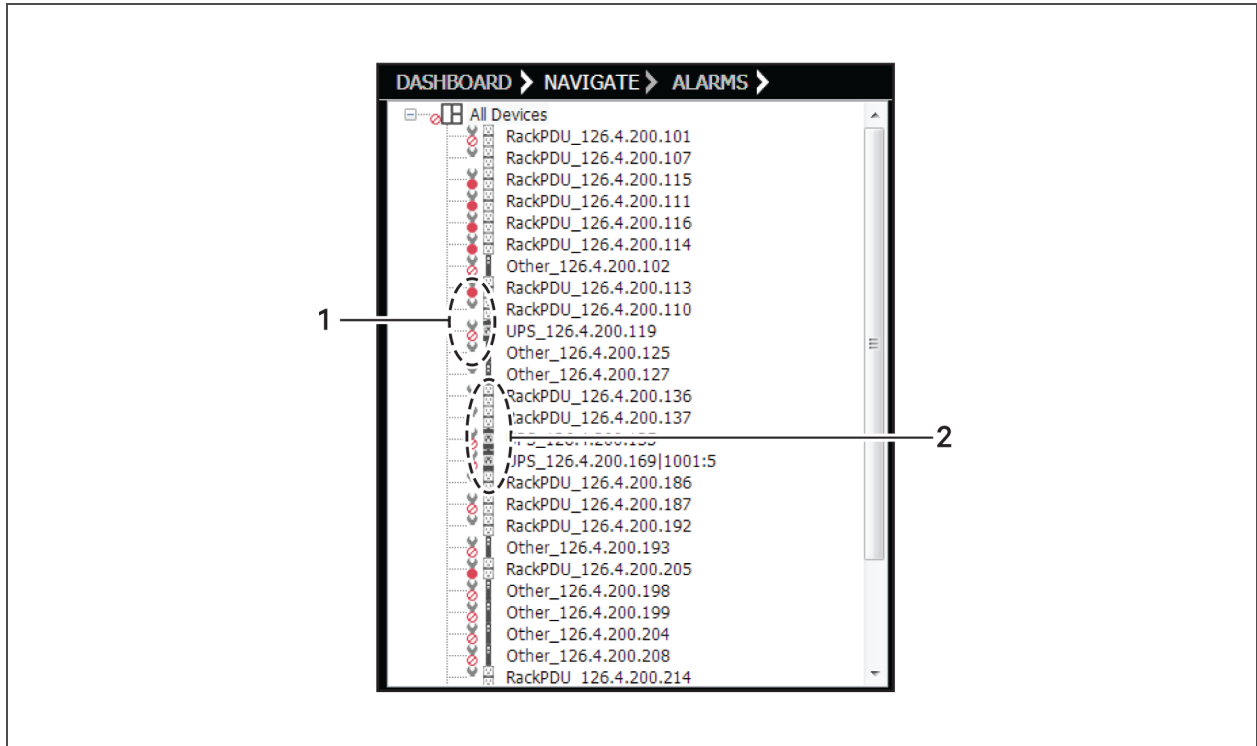 DASHBOARD NAVIGATE ALARMS
All Devices
RackPDU_126.4.200.101
RackPDU_126.4.200.107
RackPDU_126.4.200.115
RackPDU_126.4.200.111
RackPDU_126.4.200.116
RackPDU_126.4.200.114
Other_126.4.200.102
RackPDU_126.4.200.113
RackPDU_126.4.200.110
1
UPS_126.4.200.119
Other_126.4.200.125
Other_126.4.200.127
RackPDU_126.4.200.136
RackPDU_126.4.200.137
2
UPS_126.4.200.169|1001:5
RackPDU_126.4.200.186
RackPDU_126.4.200.187
RackPDU_126.4.200.192
Other_126.4.200.193
RackPDU_126.4.200.205
Other_126.4.200.198
Other_126.4.200.199
Other_126.4.200.204
Other_126.4.200.208
RackPDU_126.4.200.214